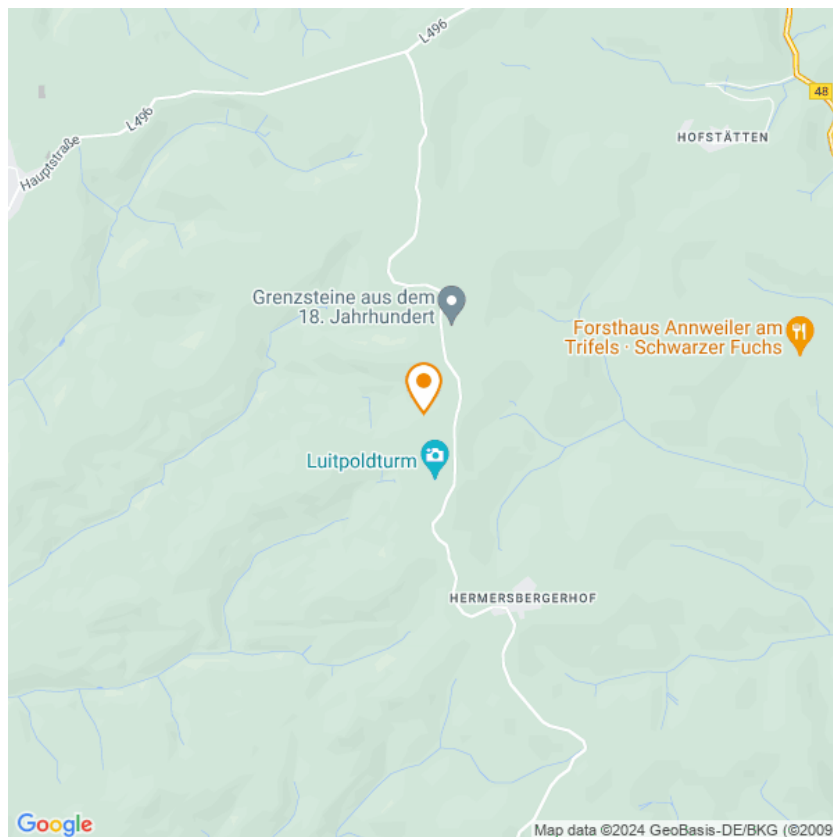 L496
48
HOFSTÄTTEN
L496
Hauptstraße
Grenzsteine aus dem
18. Jahrhundert
Forsthaus Annweiler am
Trifels · Schwarzer Fuchs
Luitpoldturm
HERMERSBERGERHOF
Google
Map data ©2024 GeoBasis-DE/BKG (©2009